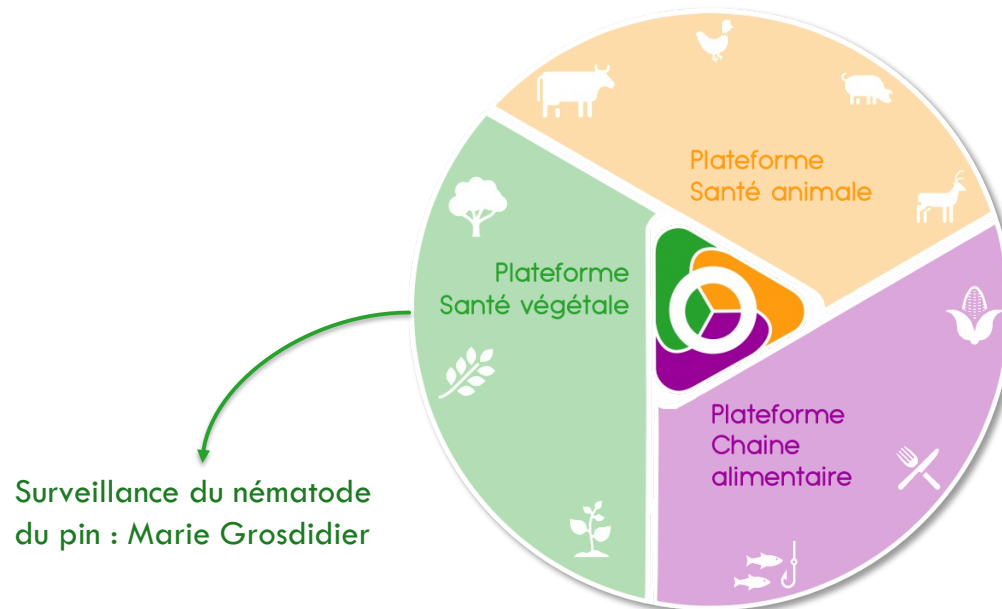 Plateforme
Santé animale
Plateforme
Santé végétale
Plateforme
Chaine
alimentaire
Surveillance du nématode
du pin : Marie Grosdidier